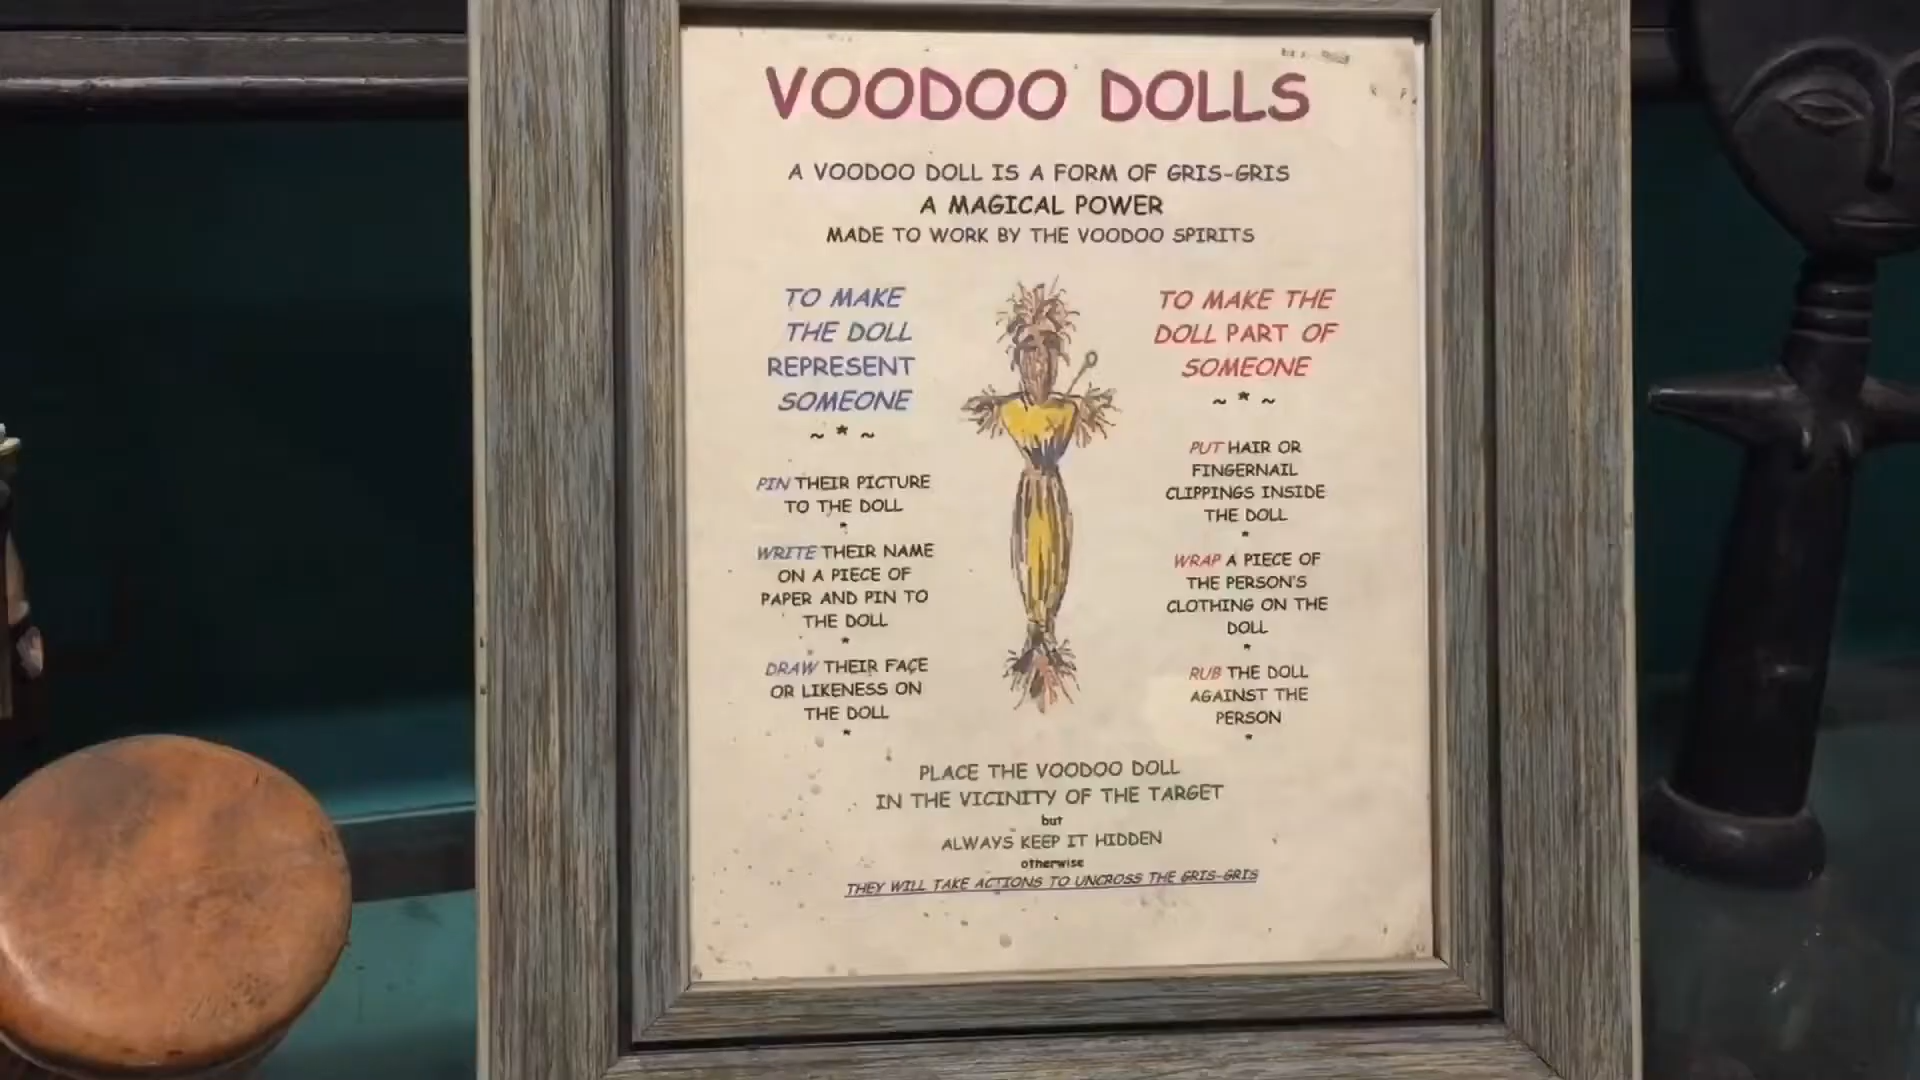 VOODOO DOLLS
A VOODOO DOLL IS A FORM OF GRIS-GRIS
A MAGICAL POWER
MADE TO WORK BY THE VOODOO SPIRITS
TO MAKE
THE DOLL
REPRESENT
SOMEONE
~ * ~
PIN THEIR PICTURE
TO THE DOLL
*
WRITE THEIR NAME
ON A PIECE OF
PAPER AND PIN TO
THE DOLL
*
DRAW THEIR FACE
OR LIKENESS ON
THE DOLL
*
TO MAKE THE
DOLL PART OF
SOMEONE
~ * ~
PUT HAIR OR
FINGERNAIL
CLIPPINGS INSIDE
THE DOLL
*
WRAP A PIECE OF
THE PERSON'S
CLOTHING ON THE
DOLL
*
RUB THE DOLL
AGAINST THE
PERSON
*
PLACE THE VOODOO DOLL
IN THE VICINITY OF THE TARGET
but
ALWAYS KEEP IT HIDDEN
otherwise
THEY WILL TAKE ACTIONS TO UNCROSS THE GRIS-GRIS